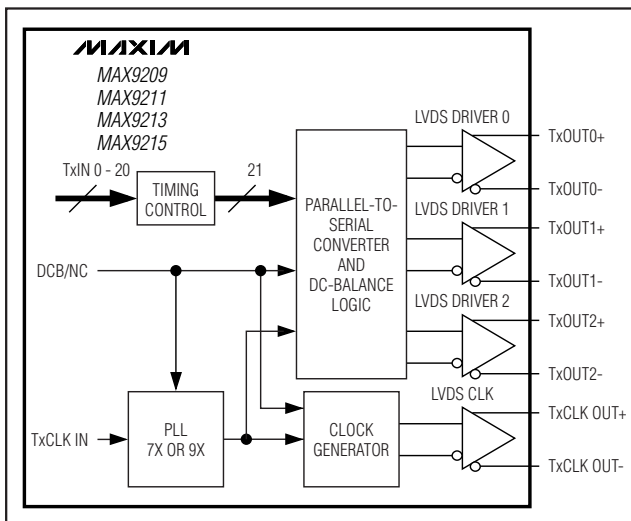 MAXIM
MAX9209
MAX9211
MAX9213
MAX9215
TxIN 0 - 20
TIMING
CONTROL
21
DCB/NC
TxCLK IN
PLL
7X OR 9X
PARALLEL-TO-
SERIAL
CONVERTER
AND
DC-BALANCE
LOGIC
CLOCK
GENERATOR
LVDS DRIVER 0
TxOUT0+
TxOUT0-
LVDS DRIVER 1
TxOUT1+
TxOUT1-
LVDS DRIVER 2
TxOUT2+
TxOUT2-
LVDS CLK
TxCLK OUT+
TxCLK OUT-